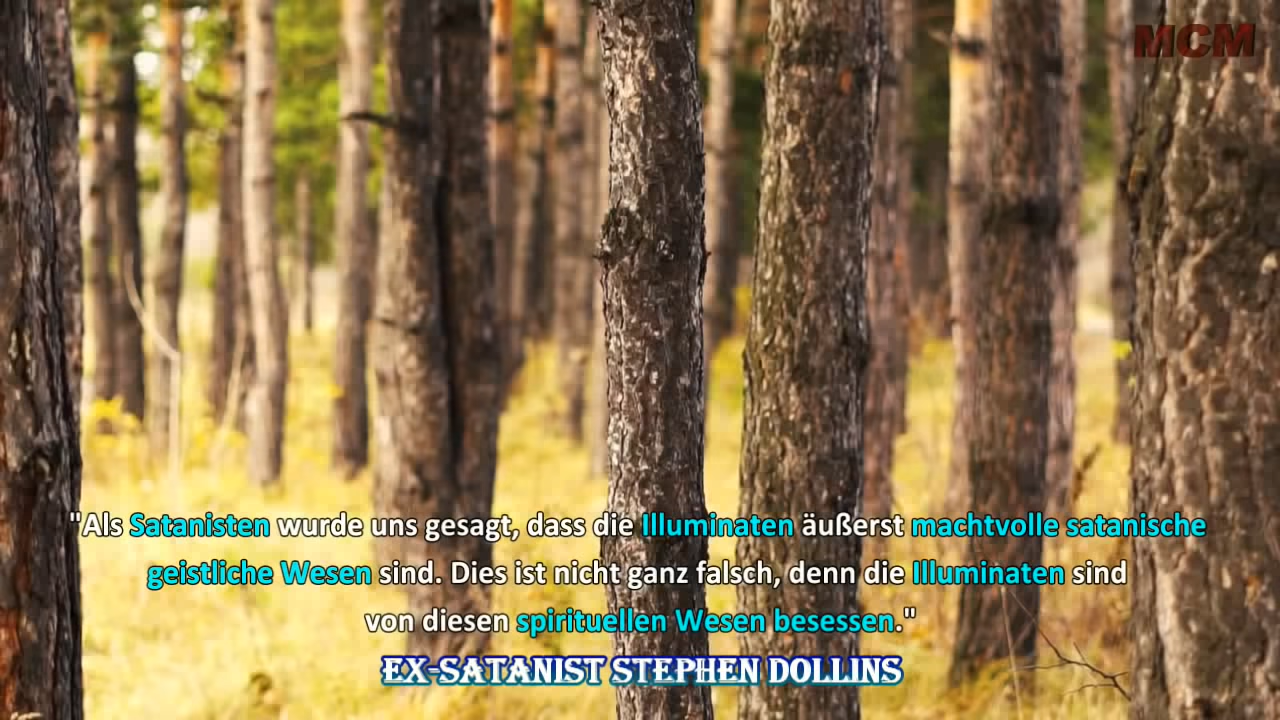 MCM
"Als Satanisten wurde uns gesagt, dass die Illuminaten äußerst machtvolle satanische
geistliche Wesen sind. Dies ist nicht ganz falsch, denn die Illuminaten sind
von diesen spirituellen Wesen besessen."
EX-SATANIST STEPHEN DOLLINS